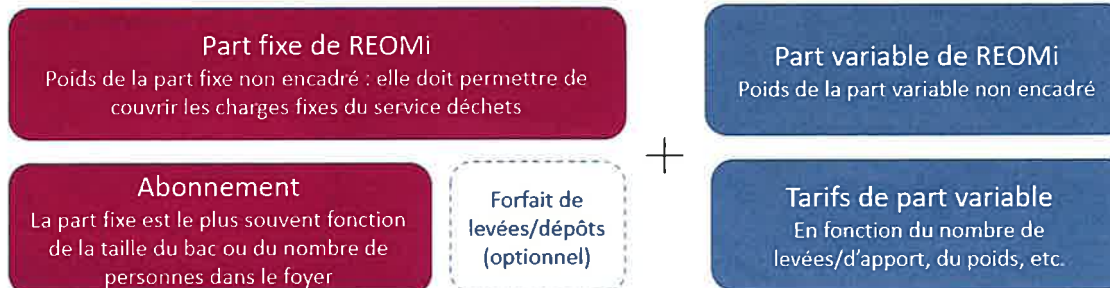 Part fixe de REOMi
Poids de la part fixe non encadré : elle doit permettre de
couvrir les charges fixes du service déchets
Part variable de REOMi
Poids de la part variable non encadré
+
Abonnement
La part fixe est le plus souvent fonction
de la taille du bac ou du nombre de
personnes dans le foyer
Forfait de
levées/dépôts
(optionnel)
Tarifs de part variable
En fonction du nombre de
levées/d'apport, du poids, etc.